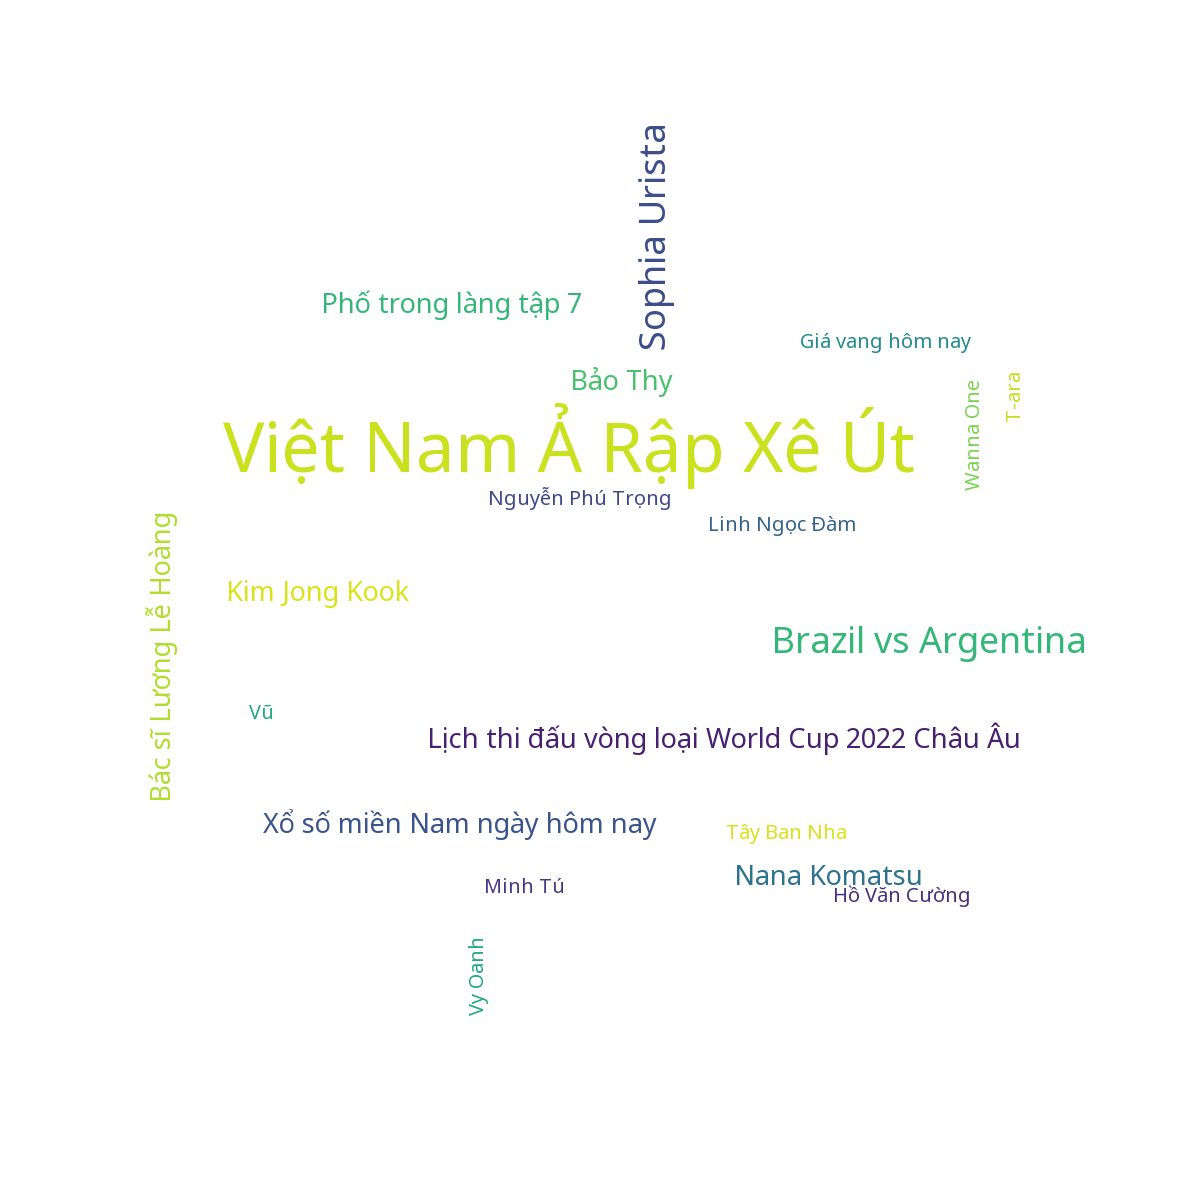 Sophia Urista
Phố trong làng tập 7
Giá vang hôm nay
Bảo Thy
T-ara
Wanna One
Việt Nam Ả Rập Xê Út
Nguyễn Phú Trọng
Linh Ngọc Đàm
Bác sĩ Lương Lễ Hoàng
Kim Jong Kook
Brazil vs Argentina
Vũ
Lịch thi đấu vòng loại World Cup 2022 Châu Âu
Xổ số miền Nam ngày hôm nay
Tây Ban Nha
Nana Komatsu
Minh Tú
Hồ Văn Cường
Vy Oanh